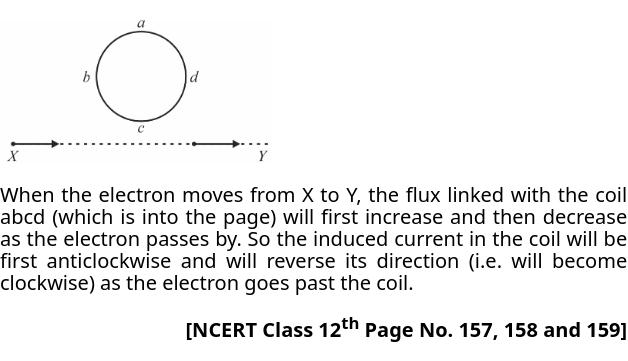 a
b
d
c
X
Y
When the electron moves from X to Y, the flux linked with the coil
abcd (which is into the page) will first increase and then decrease
as the electron passes by. So the induced current in the coil will be
first anticlockwise and will reverse its direction (i.e. will become
clockwise) as the electron goes past the coil.
[NCERT Class 12th Page No. 157, 158 and 159]